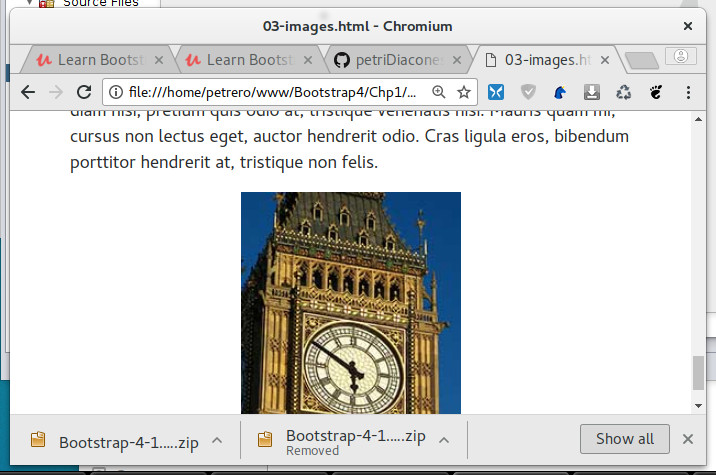 Source Files
03-images.html - Chromium
Learn Bootst
Learn Boots
petriDiacone
03-images.ht
file:///home/petrero/www/Bootstrap4/Chp1/...
diam nisi, pretium quis odio at, tristique venenatis nisi. Mauris quam mi,
cursus non lectus eget, auctor hendrerit odio. Cras ligula eros, bibendum
porttitor hendrerit at, tristique non felis.
Bootstrap-4-1.....zip
Bootstrap-4-1.....zip
Removed
Show all